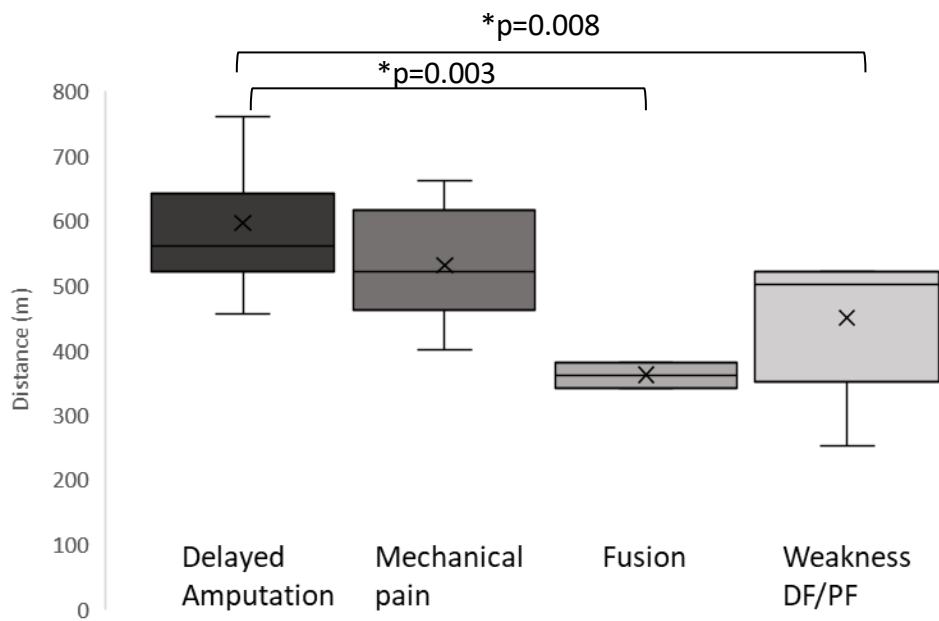 *p=0.008
*p=0.003
800
700
600
500
400
300
200
100
0
Distance (m)
Delayed
Amputation
Mechanical
pain
Fusion
Weakness
DF/PF